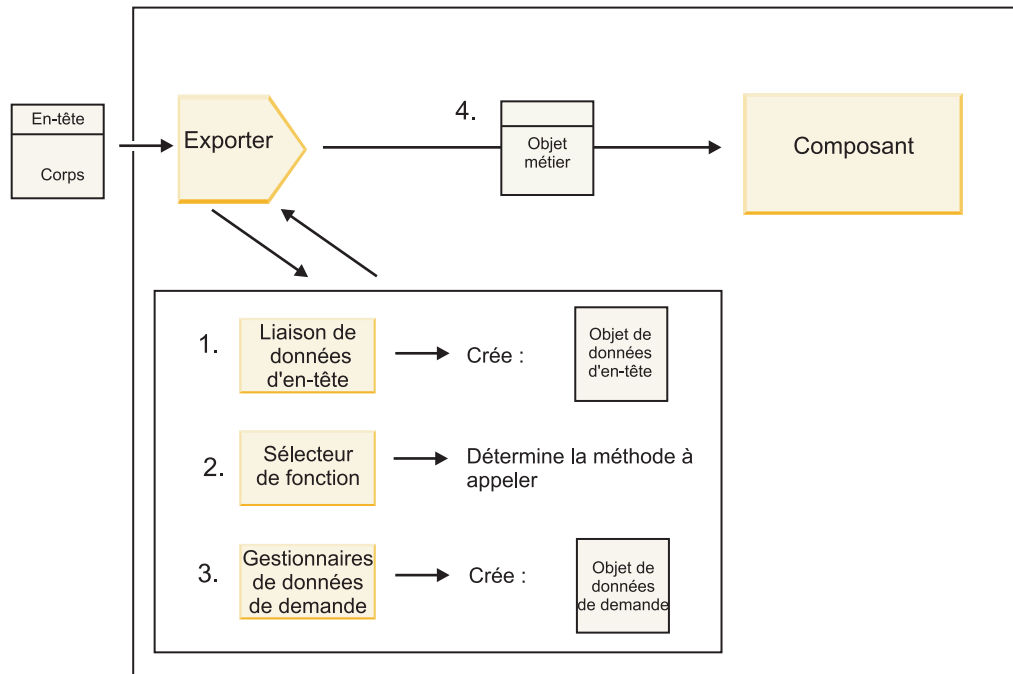 En-tête
Corps
Exporter
4.
Objet
métier
Composant
1.
Liaison de
données
d'en-tête
Crée :
Objet de
données
d'en-tête
2.
Sélecteur
de fonction
Détermine la méthode à
appeler
3.
Gestionnaires
de données
de demande
Crée :
Objet de
données
de demande